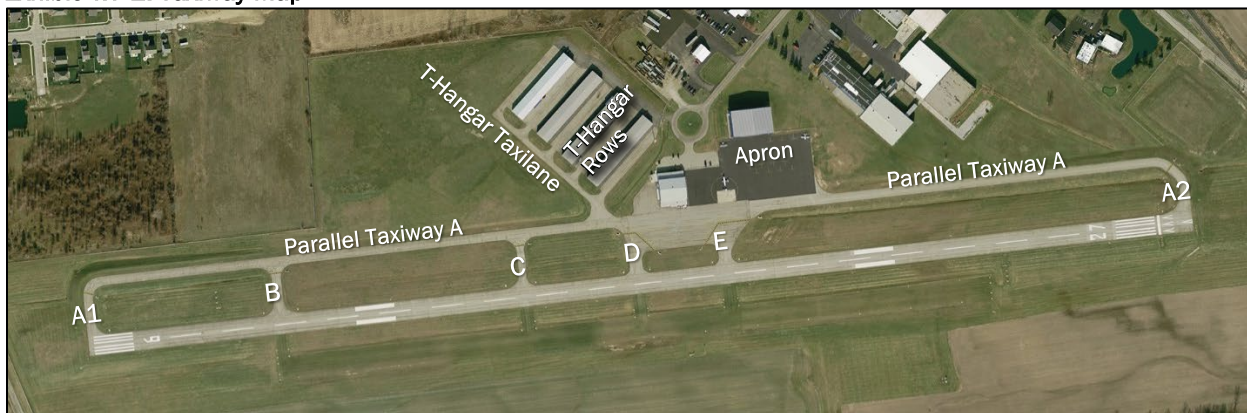 T-Hangar Taxilane
T-Hangar
Rows
Apron
Parallel Taxiway A
A2
Parallel Taxiway A
27
E
D
C
B
A1
9